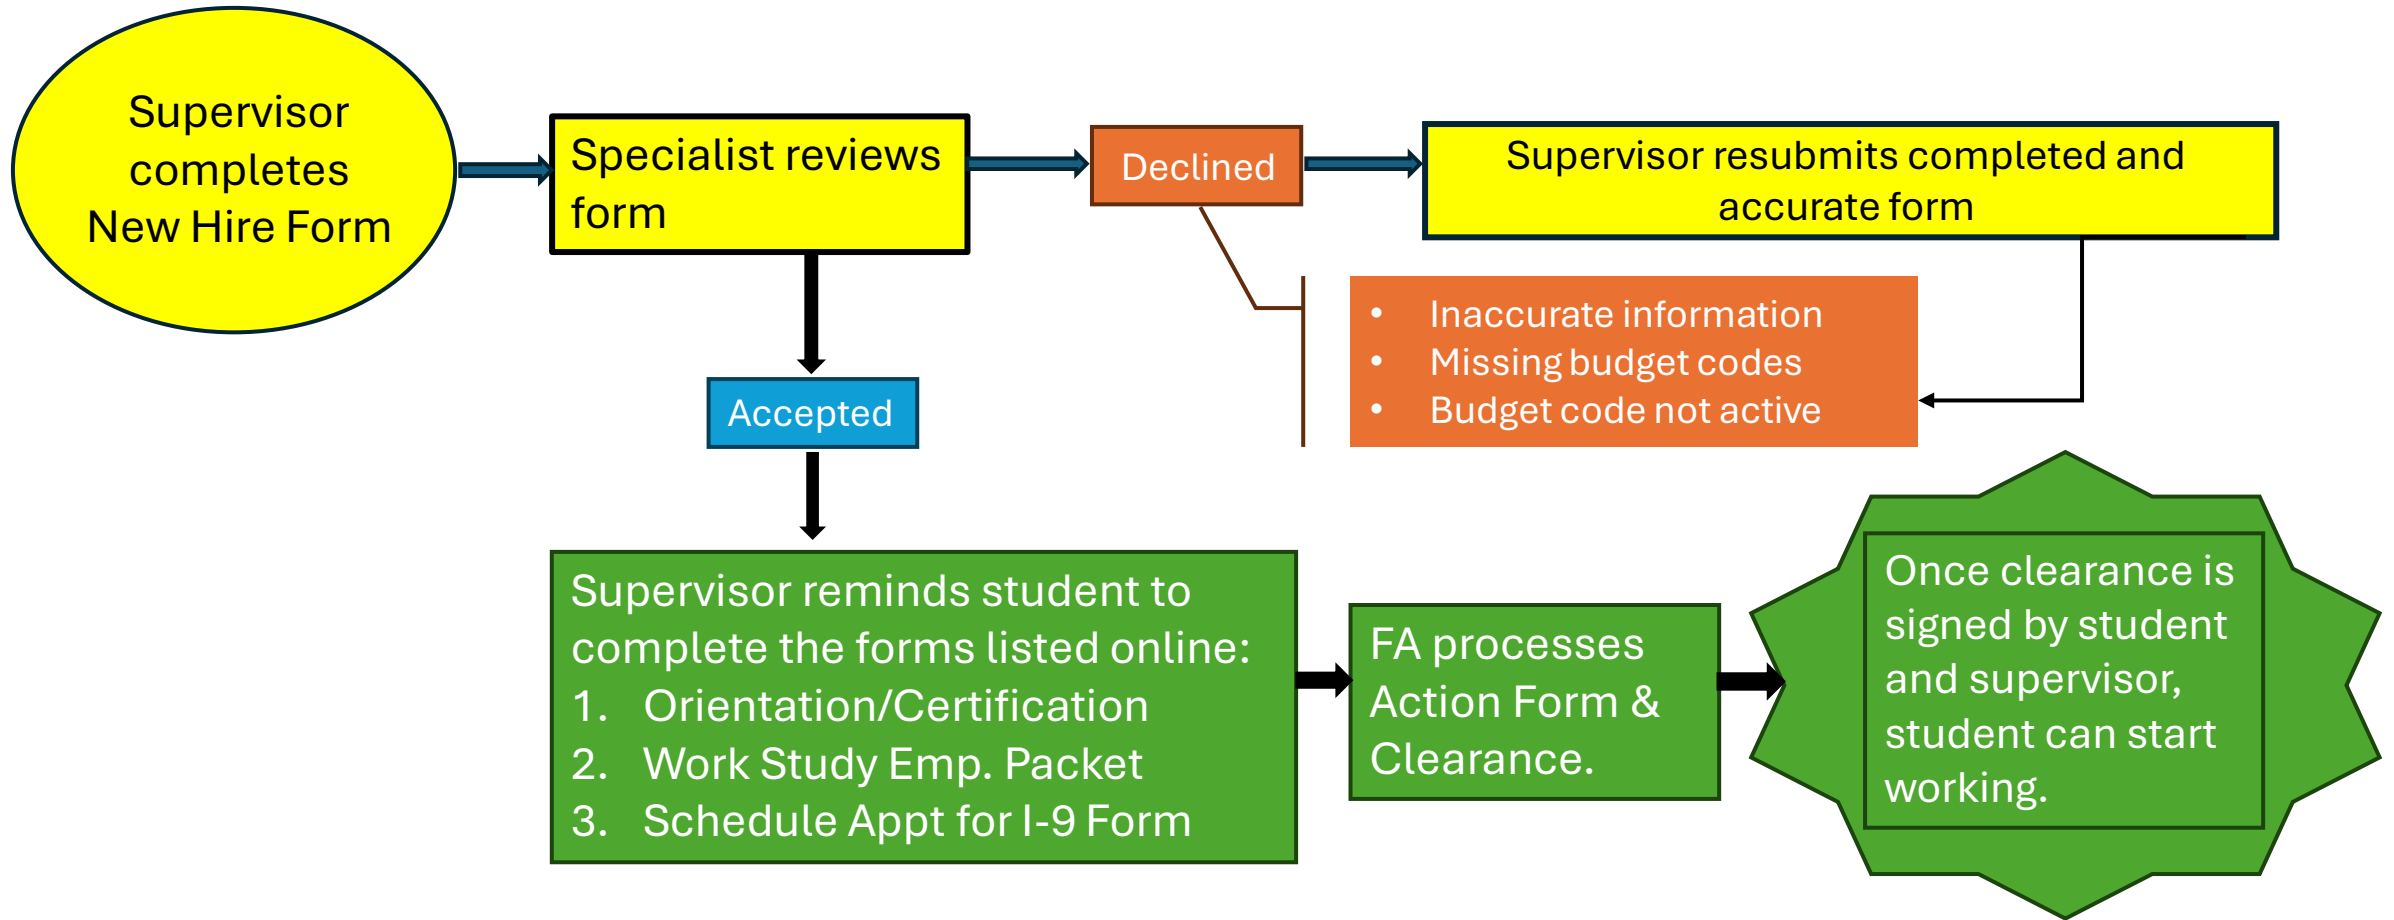 Supervisor
completes
New Hire Form
Specialist reviews
form
Declined
Supervisor resubmits completed and
accurate form
• Inaccurate information
• Missing budget codes
• Budget code not active
Accepted
Supervisor reminds student to
complete the forms listed online:
1. Orientation/Certification
2. Work Study Emp. Packet
3. Schedule Appt for I-9 Form
FA processes
Action Form &
Clearance.
Once clearance is
signed by student
and supervisor,
student can start
working.